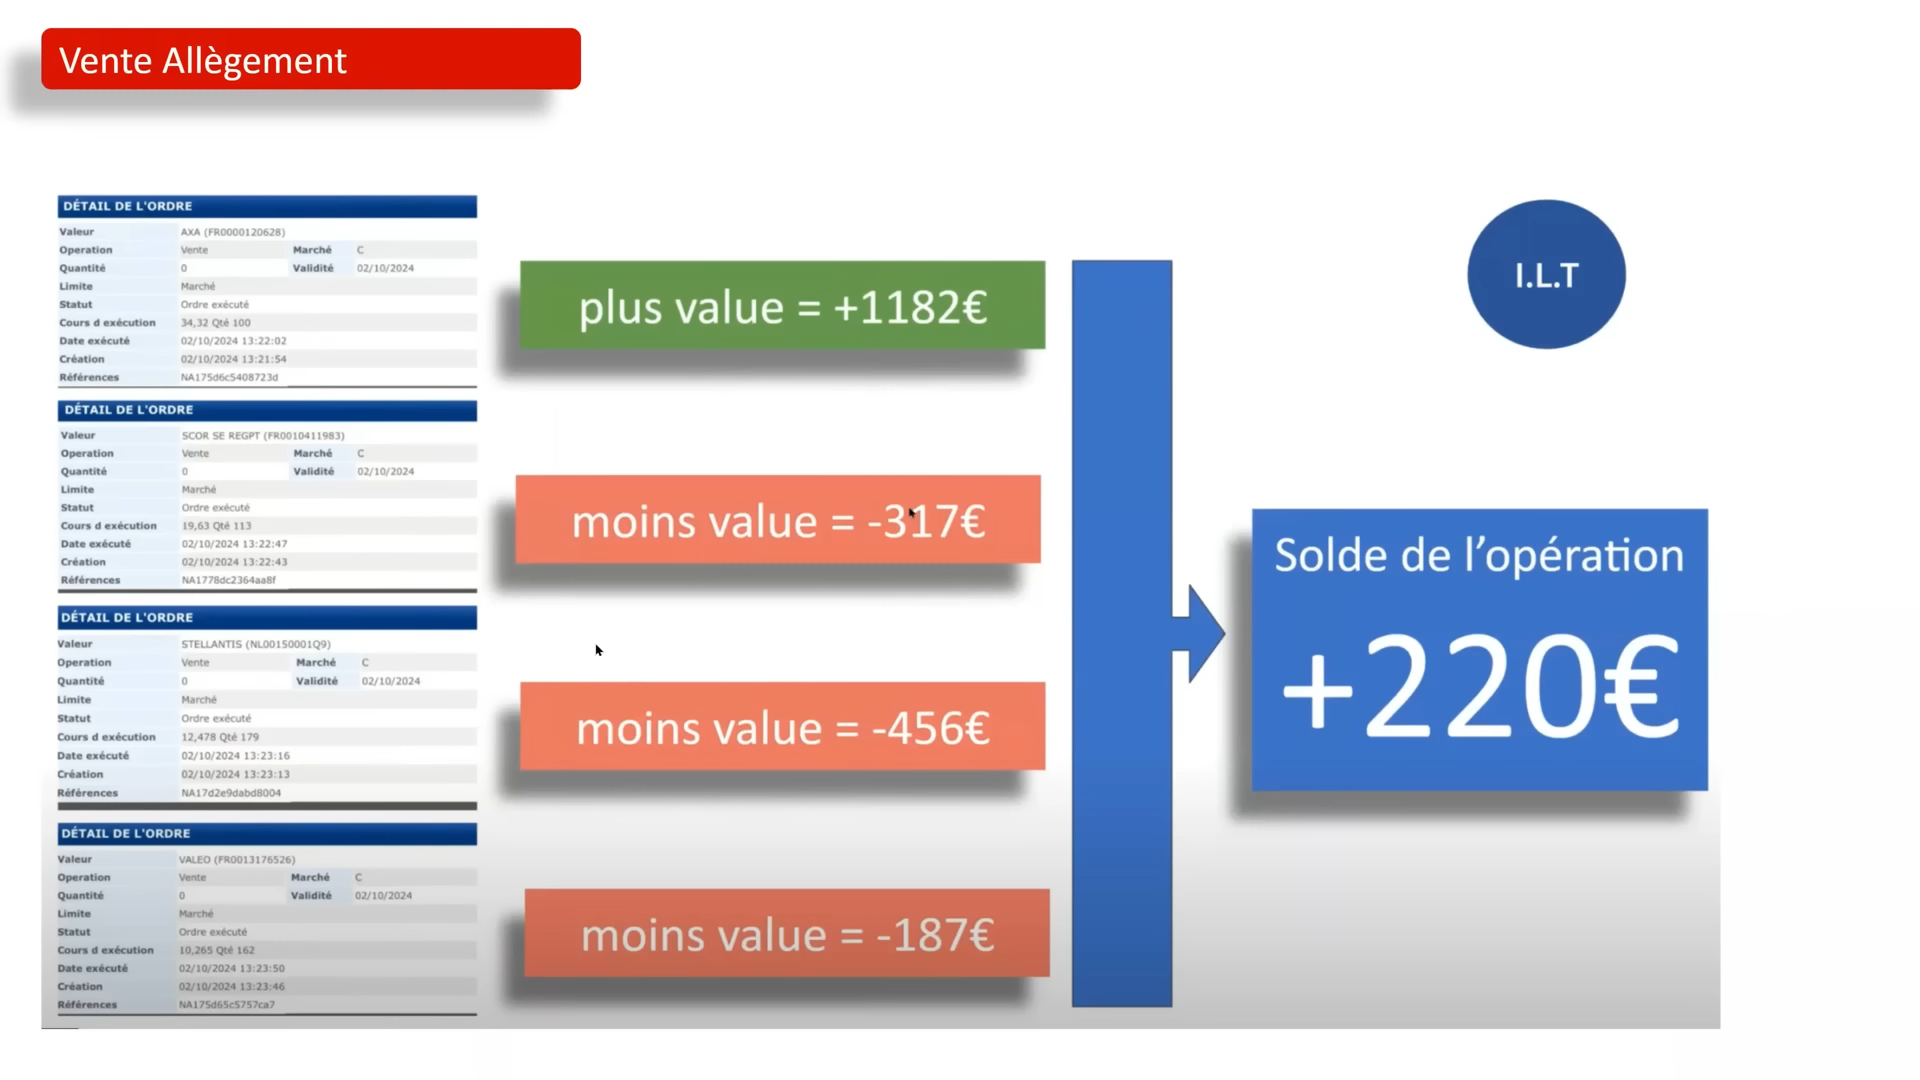 Vente Allègement
DÉTAIL DE L'ORDRE
Valeur AXA (FR0000120628)
Operation Vente Marché C
Quantité 0 Validité 02/10/2024
Limite Marché
Statut Ordre exécuté
Cours d exécution 34,32 Qté 100
Date exécuté 02/10/2024 13:22:02
Création 02/10/2024 13:21:54
Références NA175d6c5408723d
plus value = +1182€
I.L.T
DÉTAIL DE L'ORDRE
Valeur SCOR SE REGPT (FR0010411983)
Operation Vente Marché C
Quantité 0 Validité 02/10/2024
Limite Marché
Statut Ordre exécuté
Cours d exécution 19,63 Qté 113
Date exécuté 02/10/2024 13:22:47
Création 02/10/2024 13:22:43
Références NA1778dc2364aa8f
moins value = -317€
DÉTAIL DE L'ORDRE
Valeur STELLANTIS (NL00150001Q9)
Operation Vente Marché C
Quantité 0 Validité 02/10/2024
Limite Marché
Statut Ordre exécuté
Cours d exécution 12,478 Qté 179
Date exécuté 02/10/2024 13:23:16
Création 02/10/2024 13:23:13
Références NA17d2e9dabd8004
moins value = -456€
Solde de l’opération
+220€
DÉTAIL DE L'ORDRE
Valeur VALEO (FR0013176526)
Operation Vente Marché C
Quantité 0 Validité 02/10/2024
Limite Marché
Statut Ordre exécuté
Cours d exécution 10,265 Qté 162
Date exécuté 02/10/2024 13:23:50
Création 02/10/2024 13:23:46
Références NA175d65c5757ca7
moins value = -187€